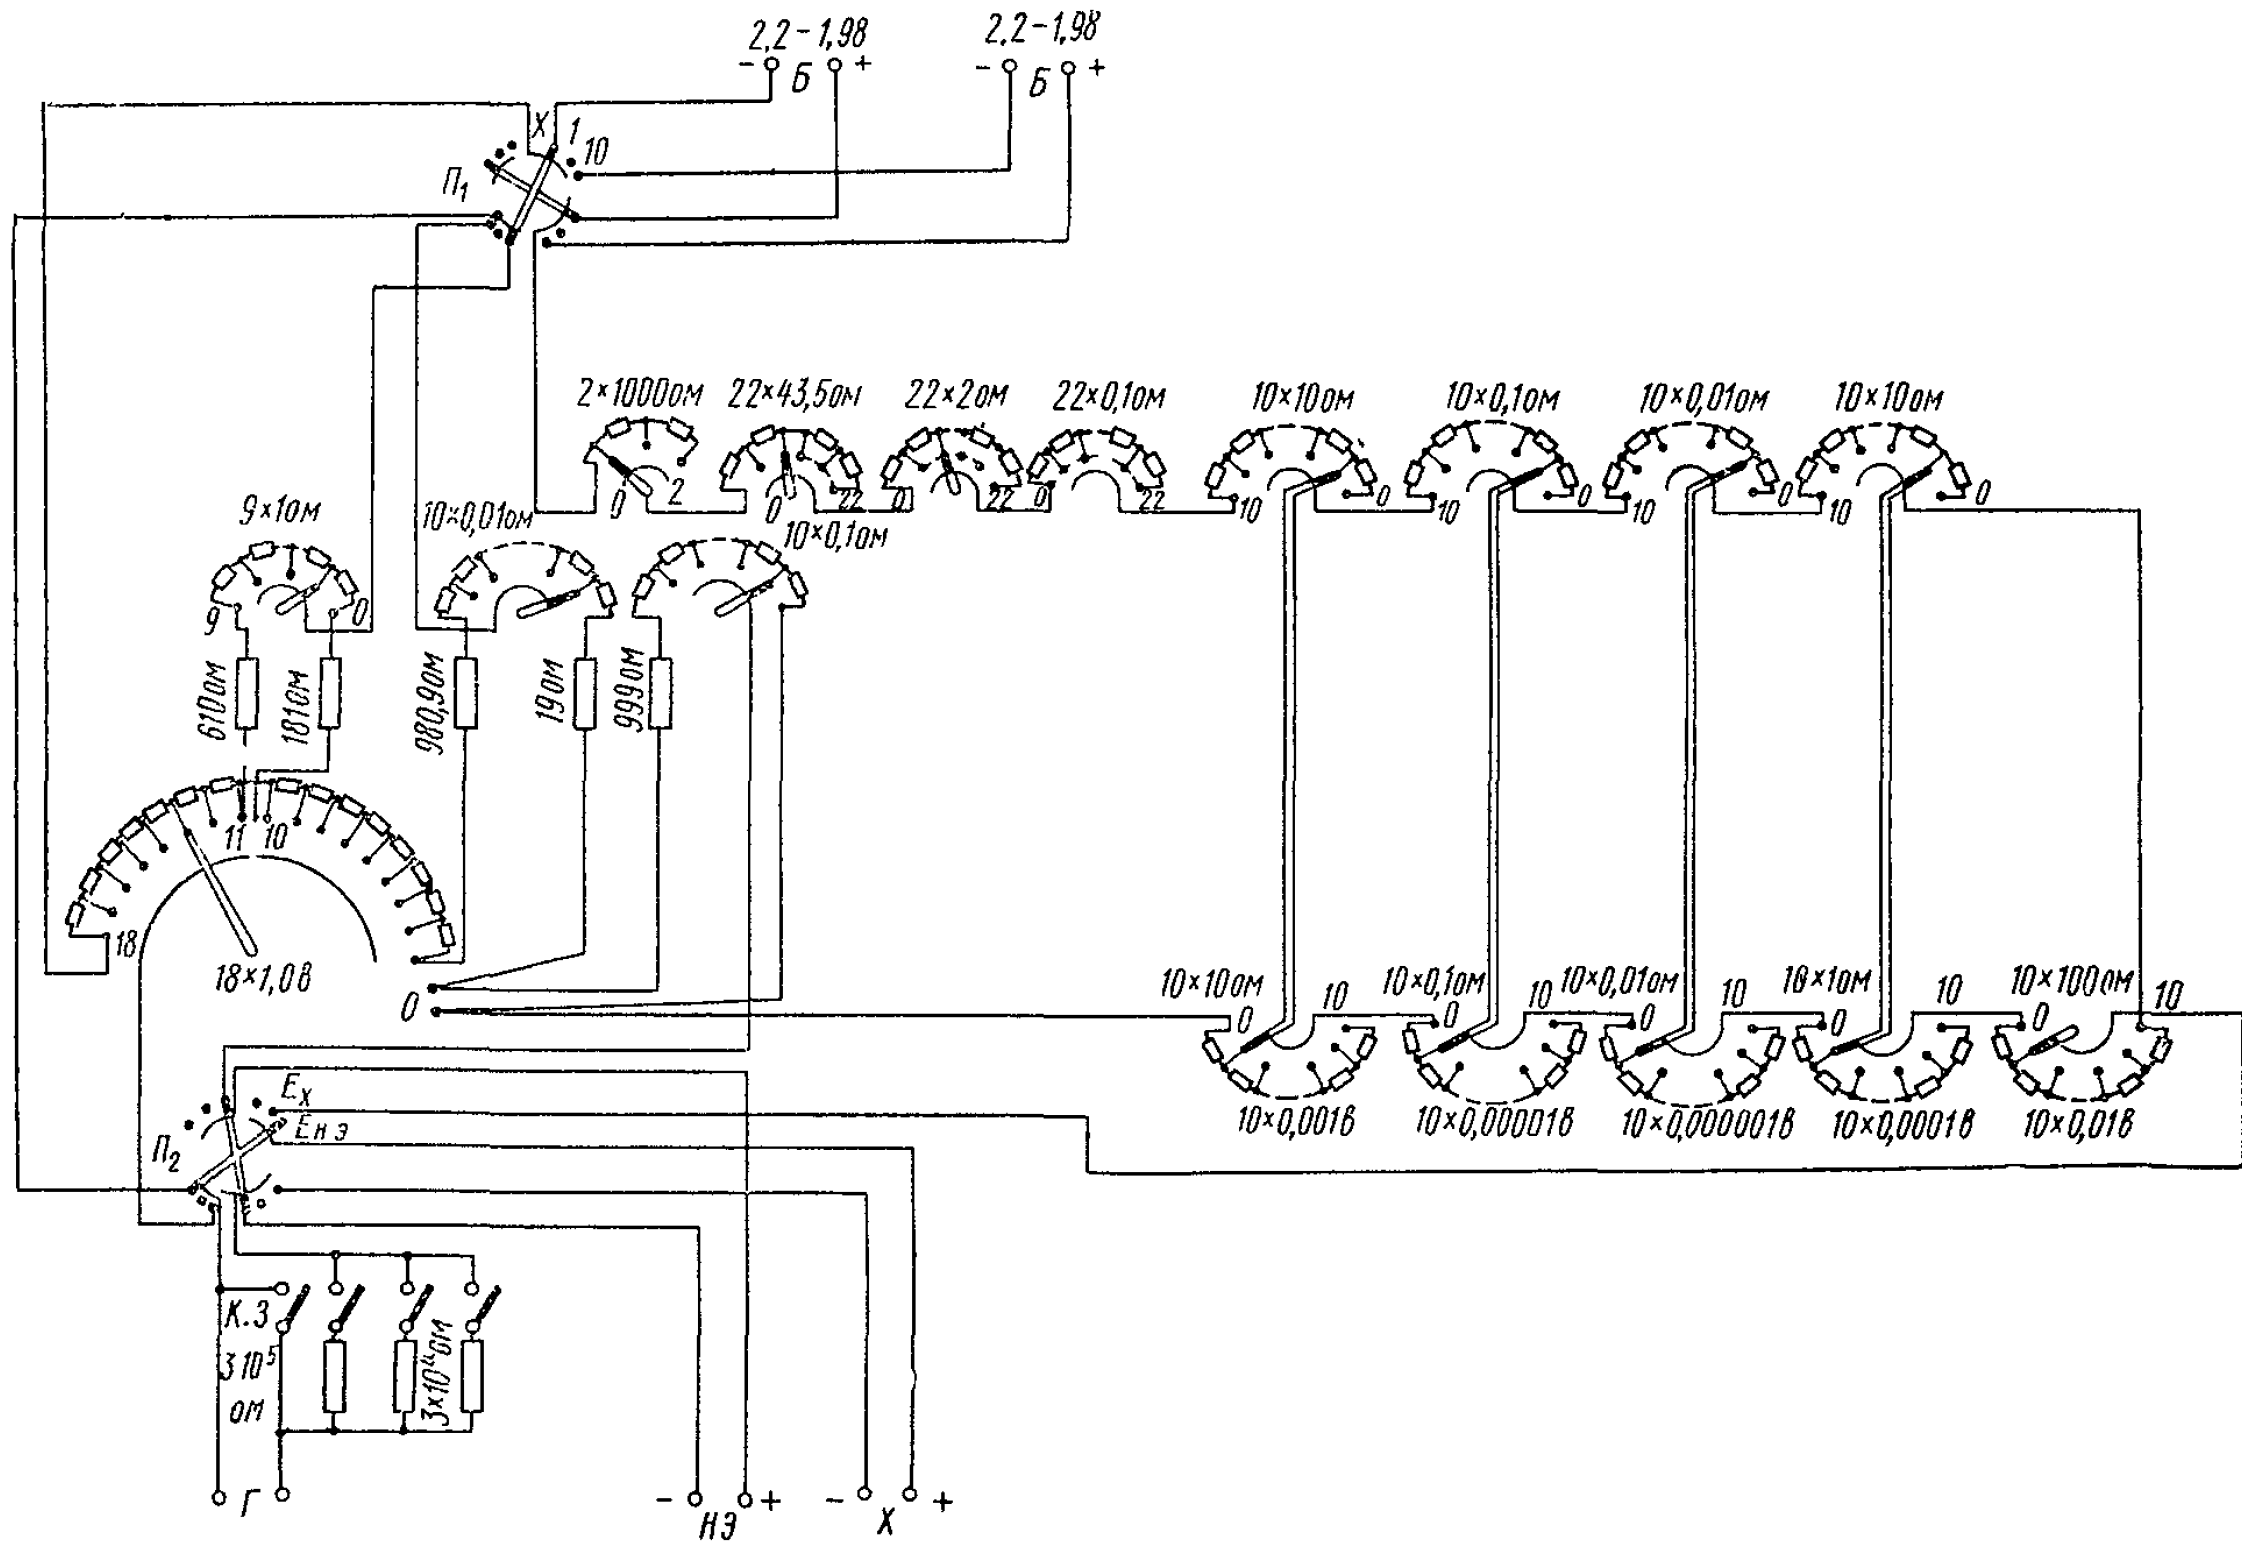 2,2-1,98
2,2-1,98
- Б +
- Б +
X
1
10
П1
2×1000ом
22×43,5ом
22×2ом
22×0,1ом
10×10ом
10×0,1ом
10×0,01ом
10×10ом
0
2
0
22
0
22
0
22
10
0
10
0
10
0
10
0
9×10м
10×0,01ом
10×0,1ом
9
0
610ом
1810м
980,9ом
19ом
999ом
11
10
18
18×1,0в
0
10×10ом
10×0,1ом
10×0,01ом
10×10м
10×100ом
0
10
0
10
0
10
0
10
0
10
10×0,001в
10×0,00001в
10×0,000001в
10×0,0001в
10×0,01в
Eх
Eнэ
П2
К.З
3 10⁵
ом
3×10⁴ом
Г
- +
НЭ
- +
X